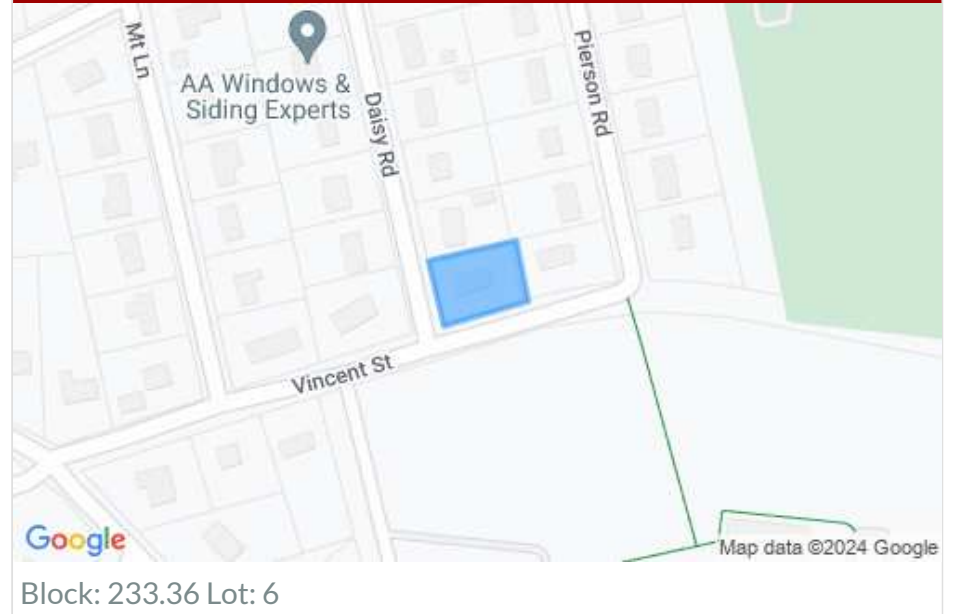 Mt Ln
AA Windows &
Siding Experts
Daisy Rd
Pierson Rd
Vincent St
Google
Map data ©2024 Google
Block: 233.36 Lot: 6